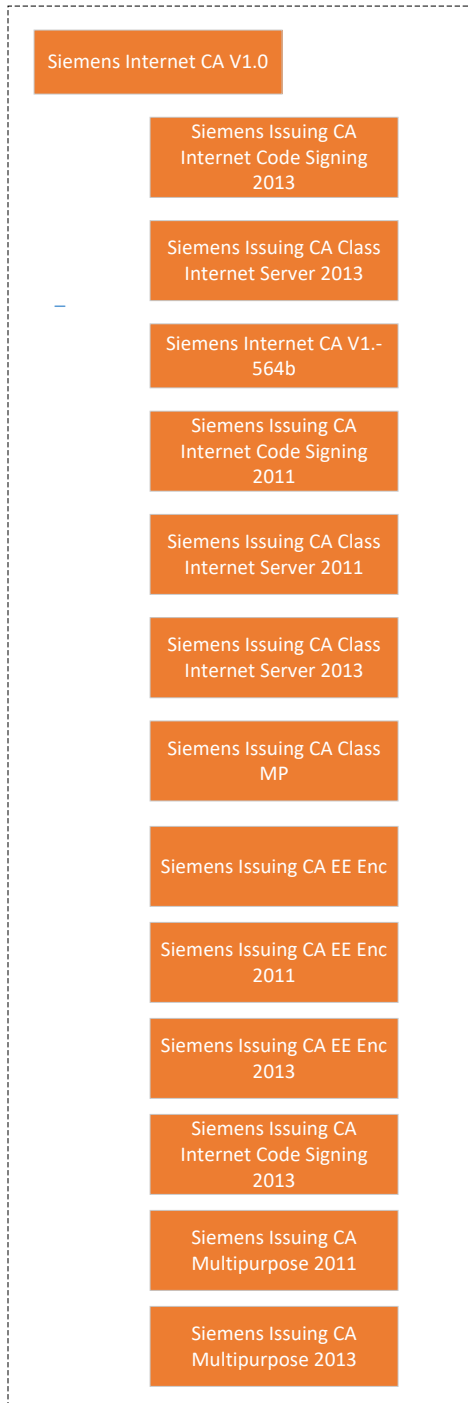 Siemens Internet CA V1.0
Siemens Issuing CA
Internet Code Signing
2013
Siemens Issuing CA Class
Internet Server 2013
Siemens Internet CA V1.-
564b
Siemens Issuing CA
Internet Code Signing
2011
Siemens Issuing CA Class
Internet Server 2011
Siemens Issuing CA Class
Internet Server 2013
Siemens Issuing CA Class
MP
Siemens Issuing CA EE Enc
Siemens Issuing CA EE Enc
2011
Siemens Issuing CA EE Enc
2013
Siemens Issuing CA
Internet Code Signing
2013
Siemens Issuing CA
Multipurpose 2011
Siemens Issuing CA
Multipurpose 2013